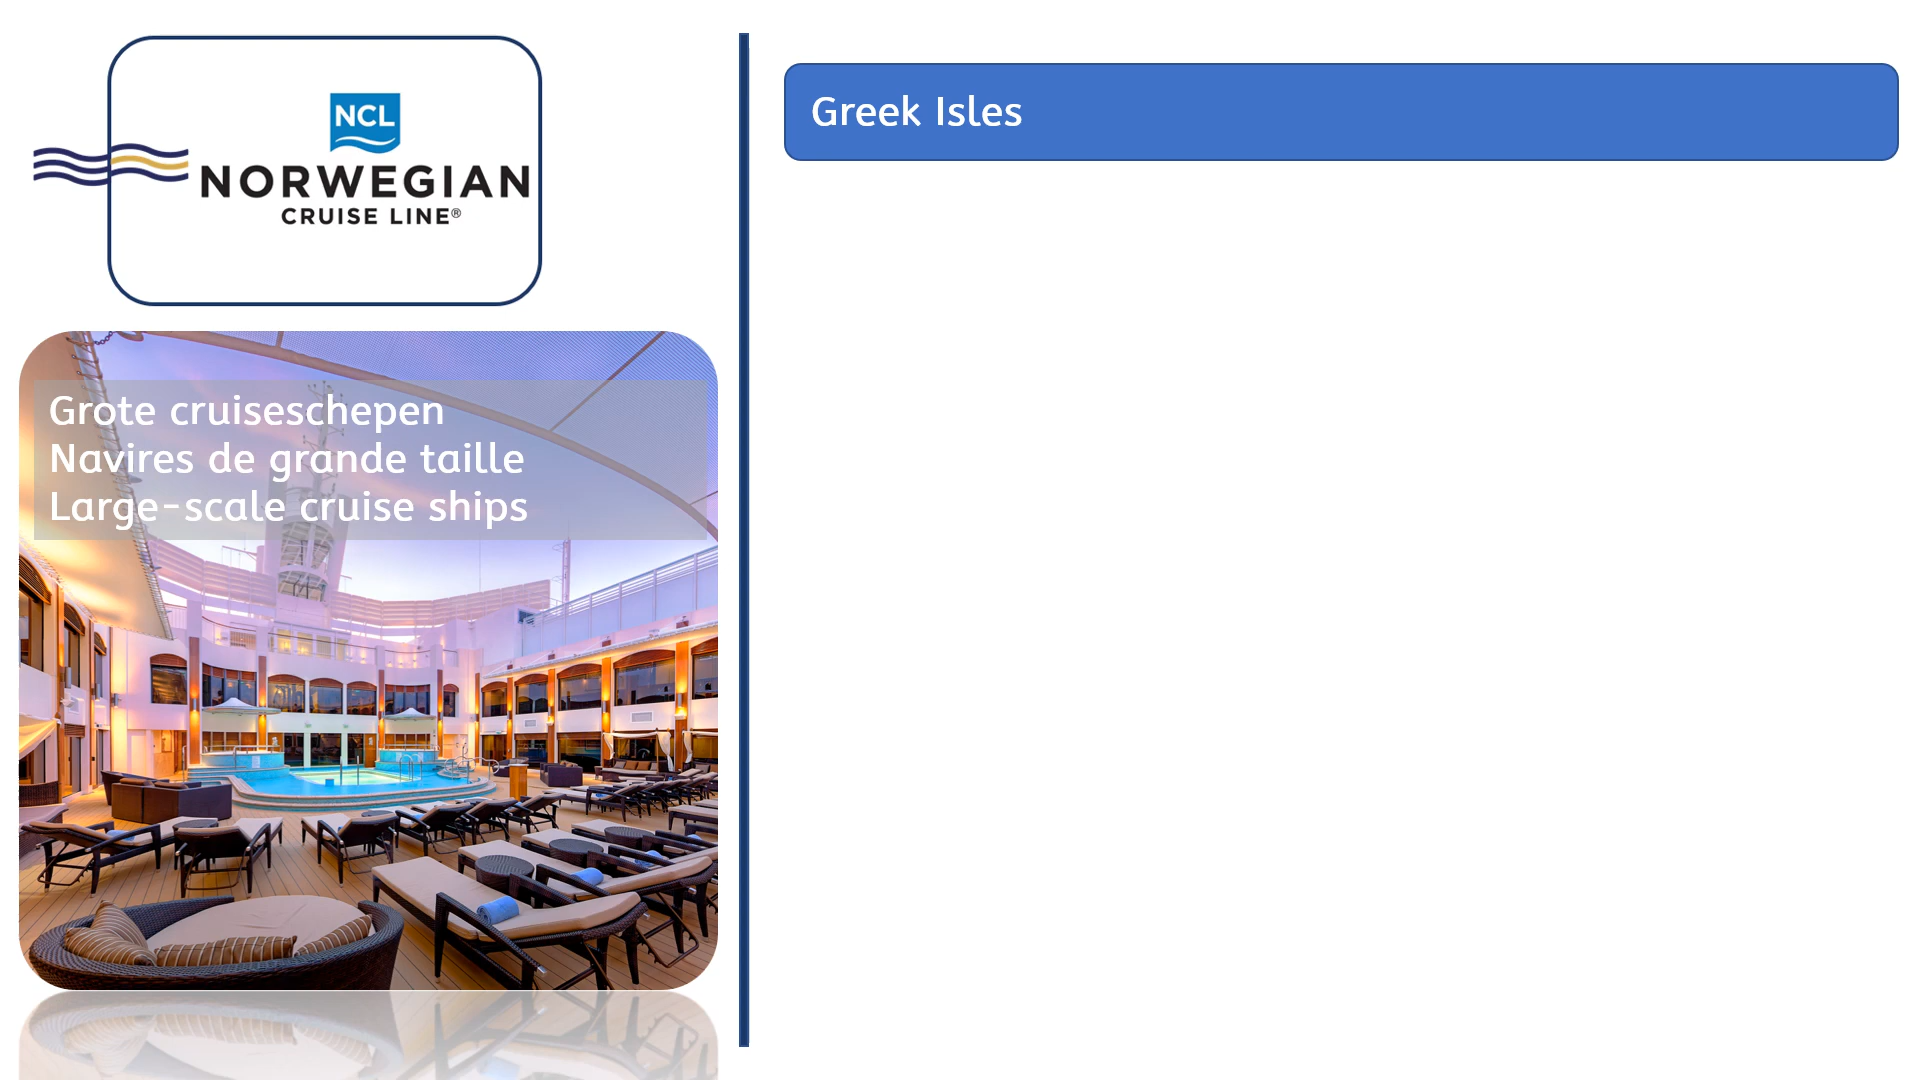 NCL
NORWEGIAN
CRUISE LINE®
Grote cruiseschepen
Navires de grande taille
Large-scale cruise ships
Greek Isles